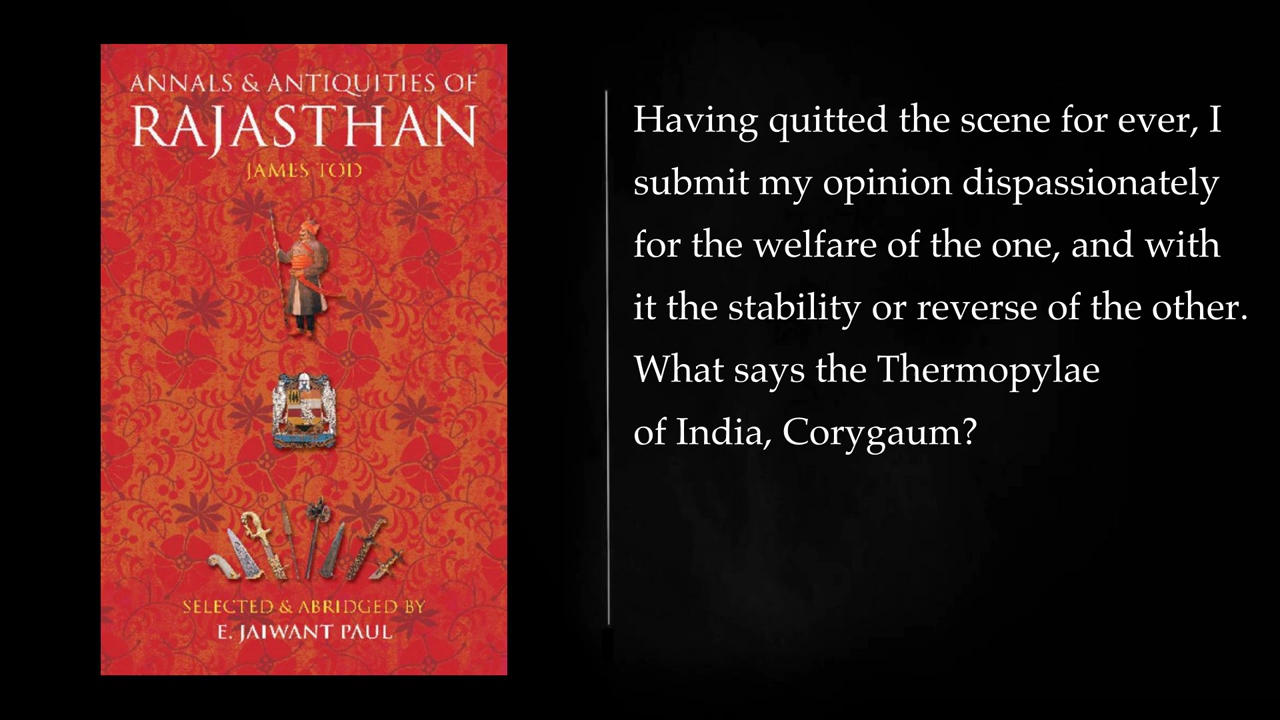 ANNALS & ANTIQUITIES OF
RAJASTHAN
JAMES TOD
SELECTED & ABRIDGED BY
E. JAIWANT PAUL
Having quitted the scene for ever, I
submit my opinion dispassionately
for the welfare of the one, and with
it the stability or reverse of the other.
What says the Thermopylae
of India, Corygaum?